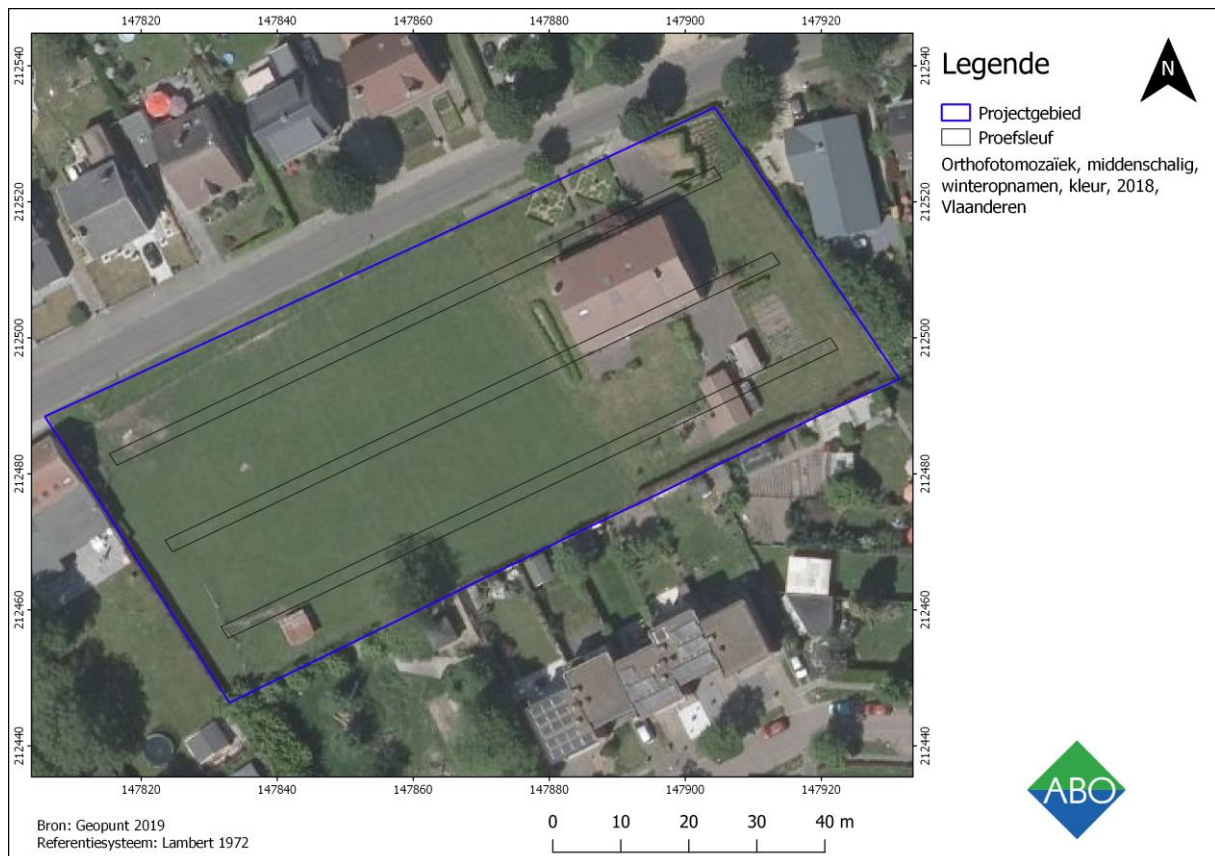 147820 147840 147860 147880 147900 147920
212540 212540
212520 212520
212500 212500
212480 212480
212460 212460
212440 212440
147820 147840 147860 147880 147900 147920
N
Legende
Projectgebied
Proefsleuf
Orthofotomozaïek, middenschalig,
winteropnamen, kleur, 2018,
Vlaanderen
ABO
Bron: Geopunt 2019
Referentiesysteem: Lambert 1972
0 10 20 30 40 m